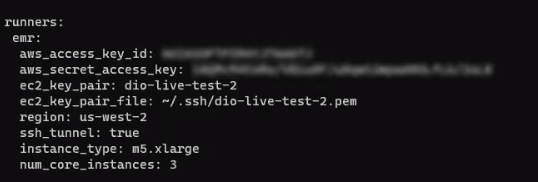 runners:
emr:
aws_access_key_id:
aws_secret_access_key:
ec2_key_pair: dio-live-test-2
ec2_key_pair_file: ~/.ssh/dio-live-test-2.pem
region: us-west-2
ssh_tunnel: true
instance_type: m5.xlarge
num_core_instances: 3